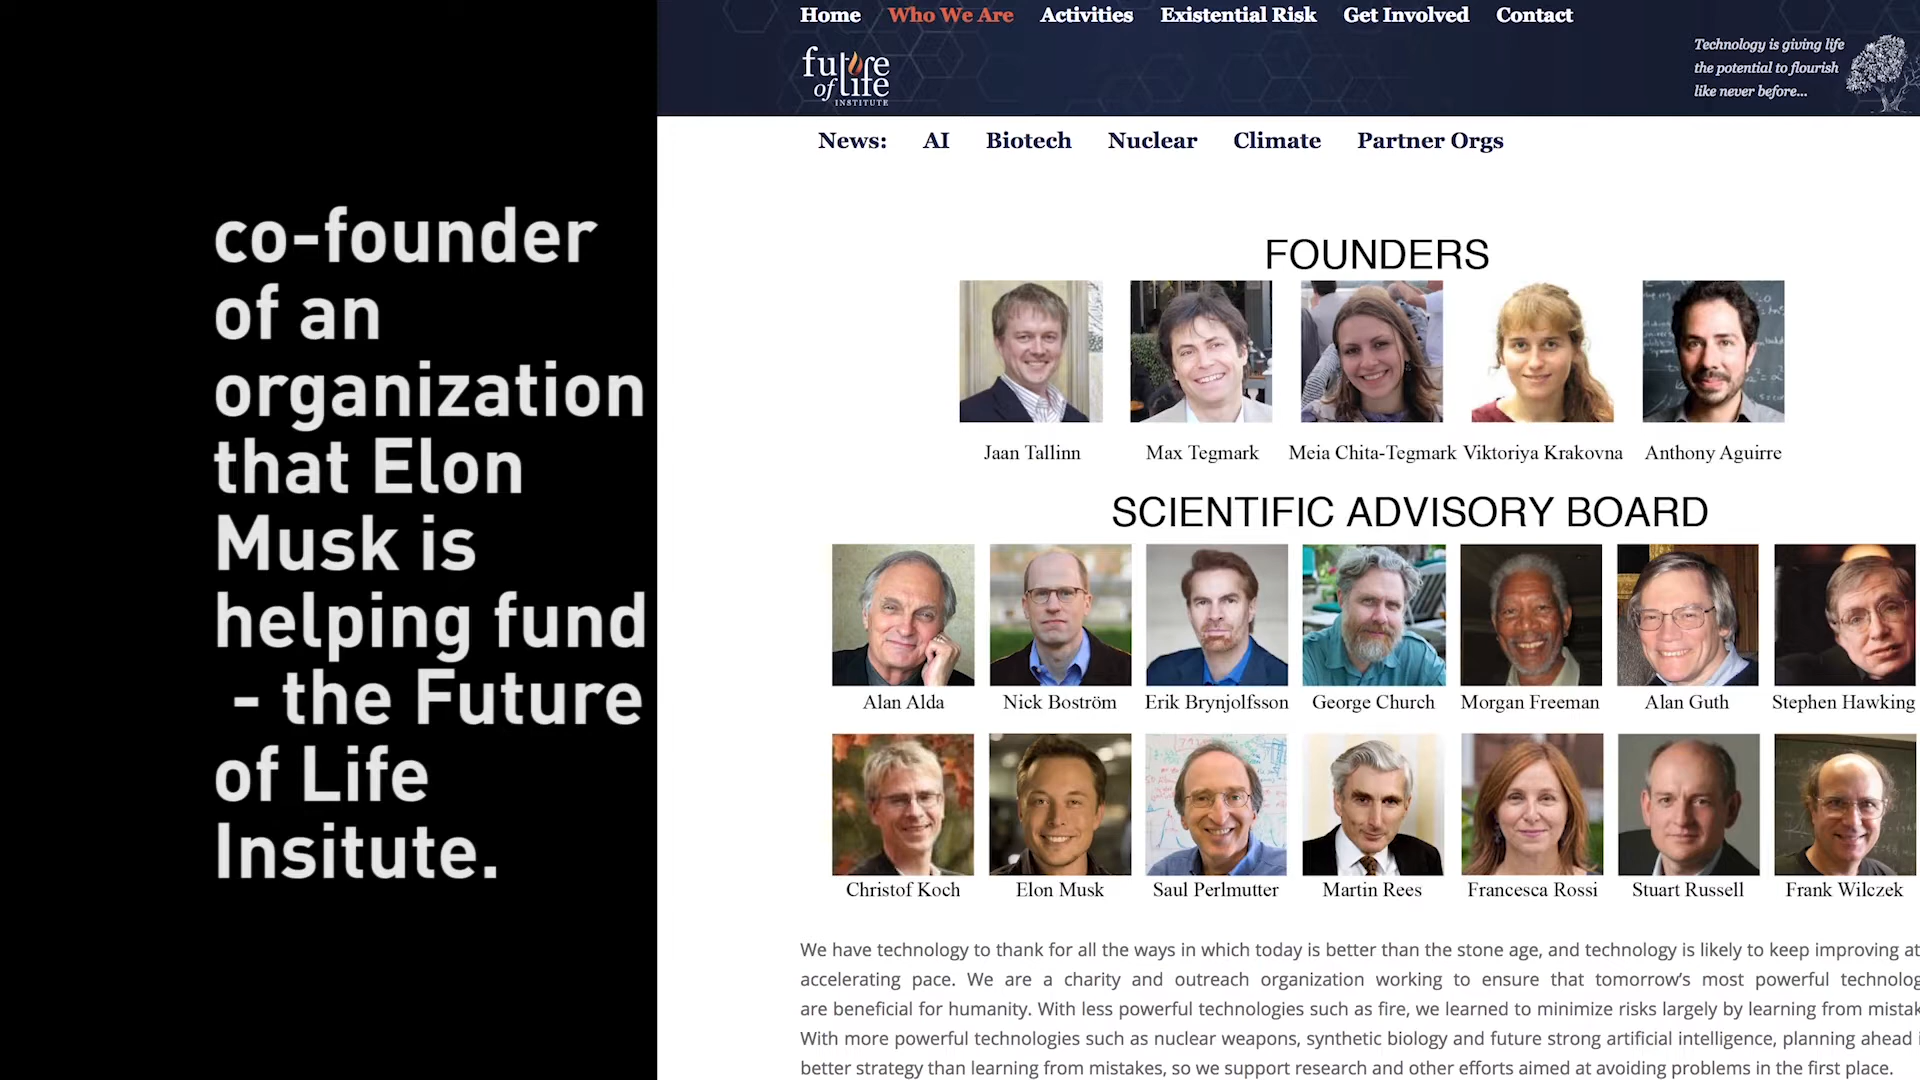 co-founder
of an
organization
that Elon
Musk is
helping fund
- the Future
of Life
Insitute.
Home Who We Are Activities Existential Risk Get Involved Contact
future
of life
INSTITUTE
Technology is giving life
the potential to flourish
like never before...
News: AI Biotech Nuclear Climate Partner Orgs
FOUNDERS
Jaan Tallinn Max Tegmark Meia Chita-Tegmark Viktoriya Krakovna Anthony Aguirre
SCIENTIFIC ADVISORY BOARD
Alan Alda Nick Boström Erik Brynjolfsson George Church Morgan Freeman Alan Guth Stephen Hawking
Christof Koch Elon Musk Saul Perlmutter Martin Rees Francesca Rossi Stuart Russell Frank Wilczek
We have technology to thank for all the ways in which today is better than the stone age, and technology is likely to keep improving at
accelerating pace. We are a charity and outreach organization working to ensure that tomorrow's most powerful technolog
are beneficial for humanity. With less powerful technologies such as fire, we learned to minimize risks largely by learning from mistak
With more powerful technologies such as nuclear weapons, synthetic biology and future strong artificial intelligence, planning ahead i
better strategy than learning from mistakes, so we support research and other efforts aimed at avoiding problems in the first place.